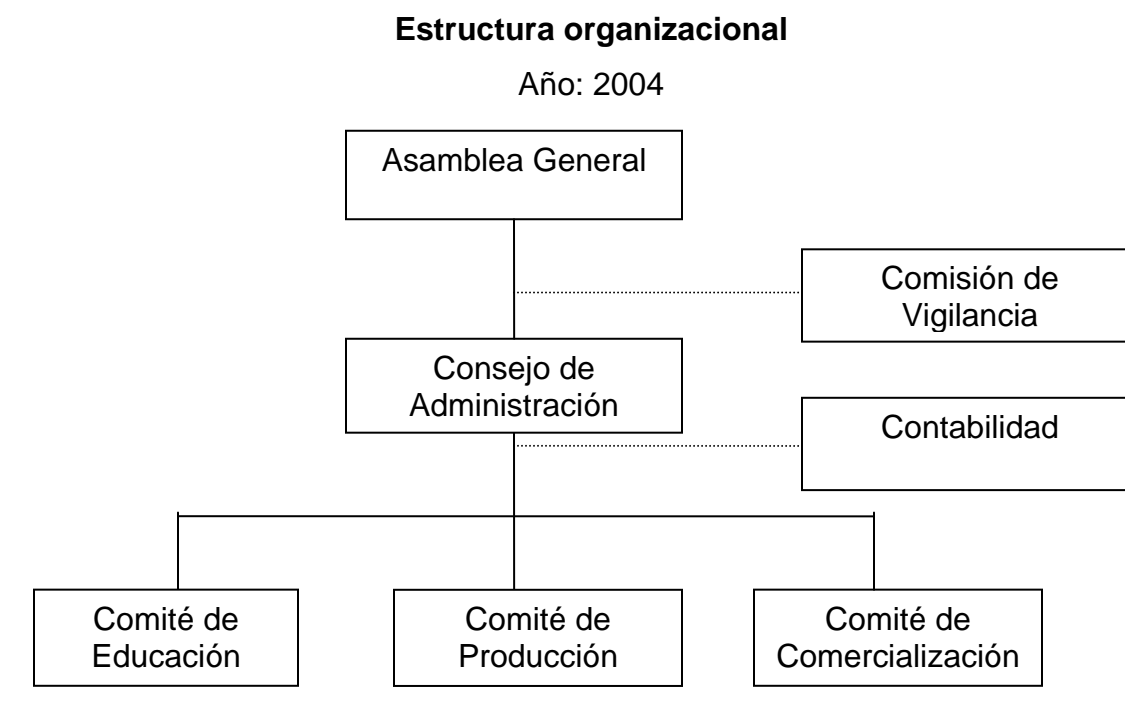 Estructura organizacional
Año: 2004
Asamblea General
Comisión de
Vigilancia
Consejo de
Administración
Contabilidad
Comité de
Educación
Comité de
Producción
Comité de
Comercialización